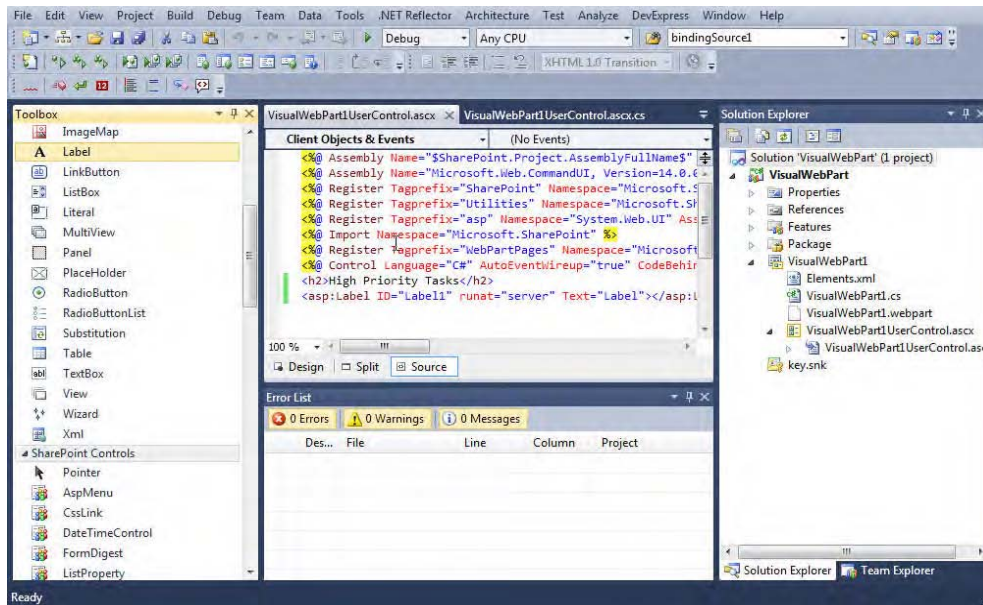 File Edit View Project Build Debug Team Data Tools .NET Reflector Architecture Test Analyze DevExpress Window Help
Debug Any CPU bindingSource1
XHTML 1.0 Transition
Toolbox
ImageMap
Label
LinkButton
ListBox
Literal
MultiView
Panel
PlaceHolder
RadioButton
RadioButtonList
Substitution
Table
TextBox
View
Wizard
Xml
SharePoint Controls
Pointer
AspMenu
CssLink
DateTimeControl
FormDigest
ListProperty
VisualWebPart1UserControl.ascx VisualWebPart1UserControl.ascx.cs
Client Objects & Events (No Events)
<%@ Assembly Name="$SharePoint.Project.AssemblyFullName$"
<%@ Assembly Name="Microsoft.Web.CommandUI, Version=14.0.0
<%@ Register Tagprefix="SharePoint" Namespace="Microsoft.S
<%@ Register Tagprefix="Utilities" Namespace="Microsoft.Sh
<%@ Register Tagprefix="asp" Namespace="System.Web.UI" Ass
<%@ Import Namespace="Microsoft.SharePoint" %>
<%@ Register Tagprefix="WebPartPages" Namespace="Microsoft
<%@ Control Language="C#" AutoEventWireup="true" CodeBehin
<h2>High Priority Tasks</h2>
<asp:Label ID="Label1" runat="server" Text="Label"></asp:L
100 %
Design Split Source
Error List
0 Errors 0 Warnings 0 Messages
Des... File Line Column Project
Solution Explorer
Solution 'VisualWebPart' (1 project)
VisualWebPart
Properties
References
Features
Package
VisualWebPart1
Elements.xml
VisualWebPart1.cs
VisualWebPart1.webpart
VisualWebPart1UserControl.ascx
VisualWebPart1UserControl.as
key.snk
Solution Explorer Team Explorer
Ready